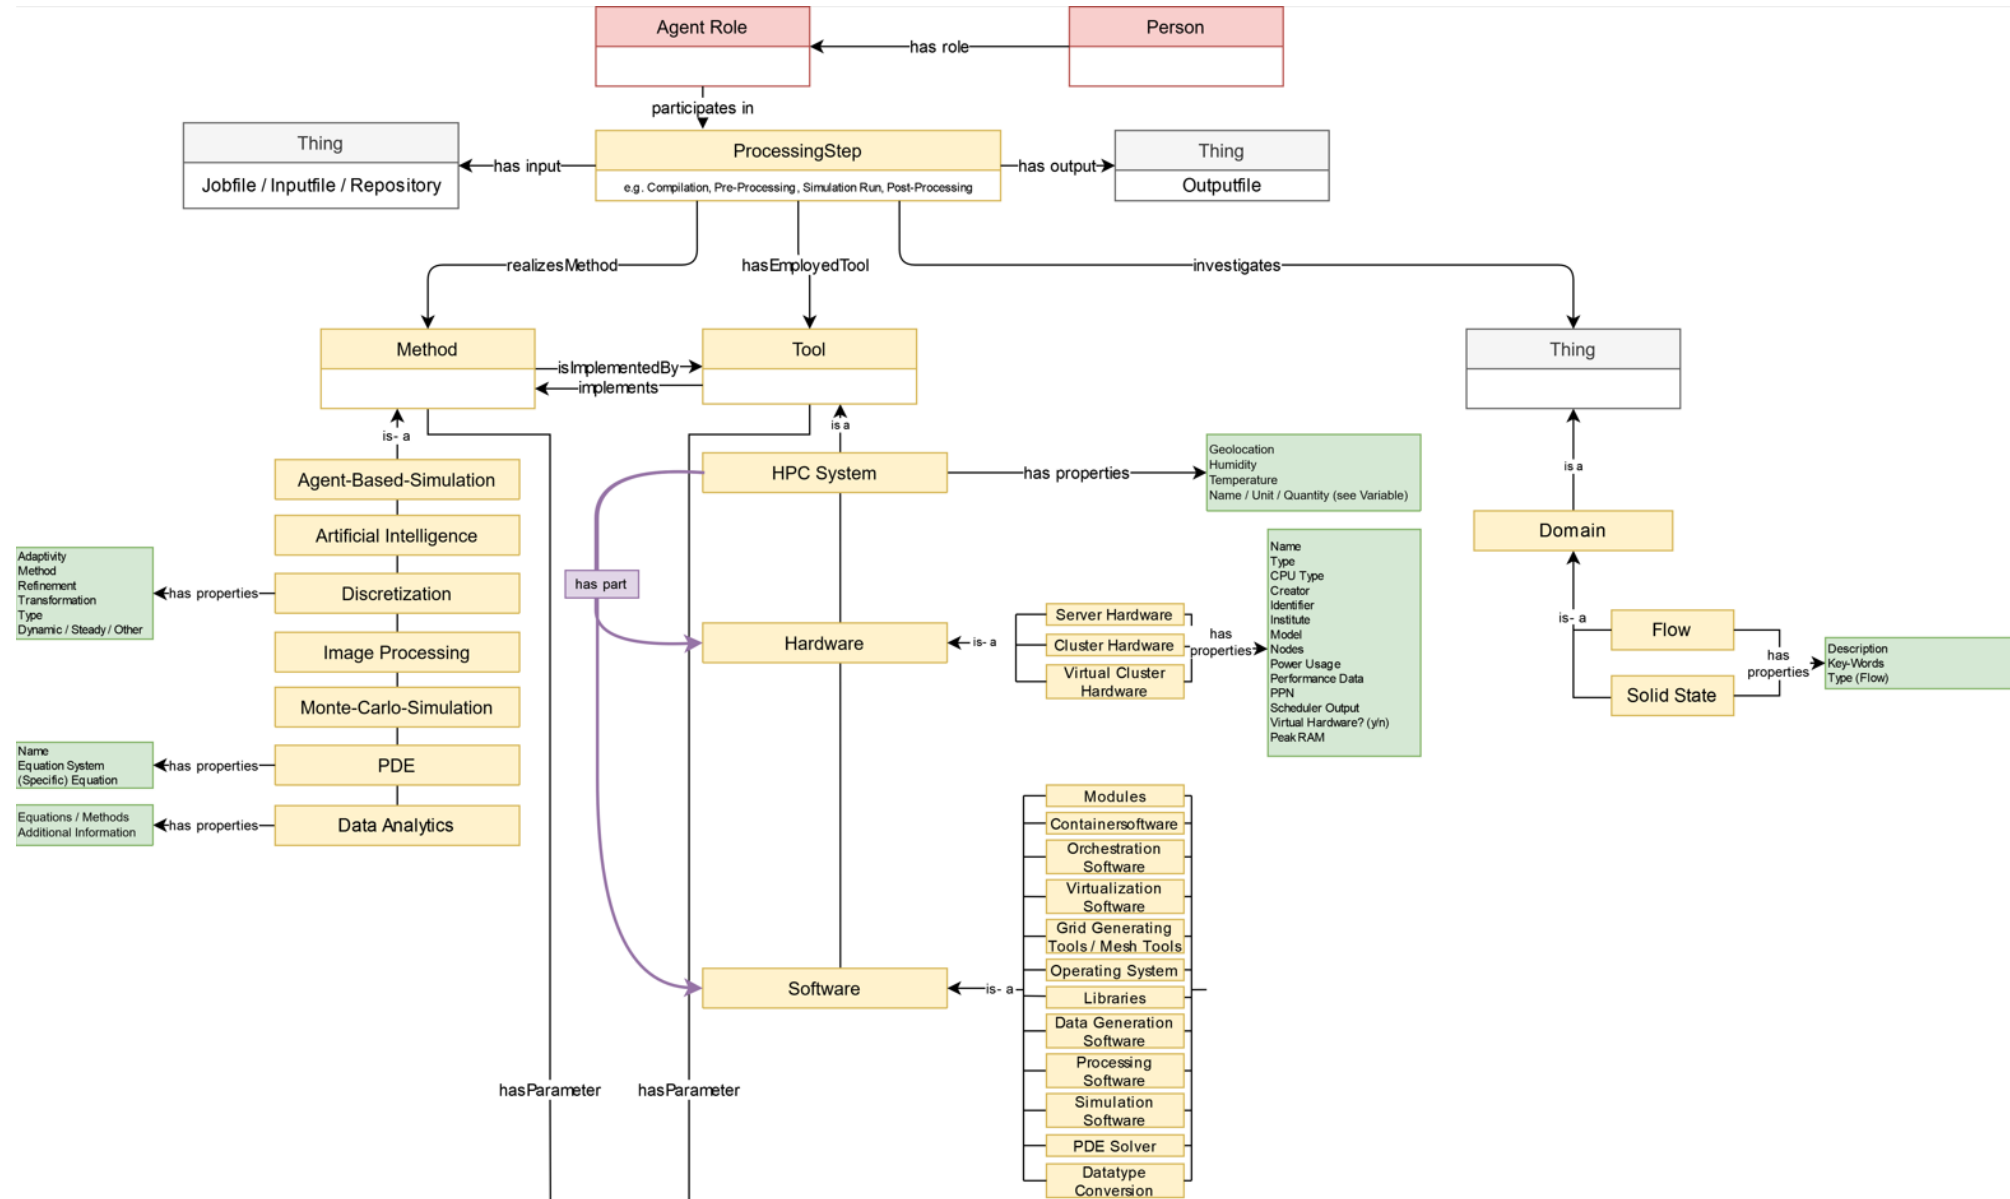 Agent Role
Person
has role
participates in
Thing
Jobfile / Inputfile / Repository
has input
ProcessingStep
e.g. Compilation, Pre-Processing, Simulation Run, Post-Processing
has output
Thing
Outputfile
realizesMethod
hasEmployedTool
investigates
Method
isImplementedBy
implements
Tool
Thing
is- a
is a
is a
Agent-Based-Simulation
Artificial Intelligence
Discretization
Image Processing
Monte-Carlo-Simulation
PDE
Data Analytics
has properties
Adaptivity
Method
Refinement
Transformation
Type
Dynamic / Steady / Other
has properties
Name
Equation System
(Specific) Equation
has properties
Equations / Methods
Additional Information
HPC System
has properties
Geolocation
Humidity
Temperature
Name / Unit / Quantity (see Variable)
has part
Hardware
is- a
Server Hardware
Cluster Hardware
Virtual Cluster
Hardware
has
properties
Name
Type
CPU Type
Creator
Identifier
Institute
Model
Nodes
Power Usage
Performance Data
PPN
Scheduler Output
Virtual Hardware? (y/n)
Peak RAM
Domain
is- a
Flow
Solid State
has
properties
Description
Key-Words
Type (Flow)
Software
is- a
Modules
Containersoftware
Orchestration
Software
Virtualization
Software
Grid Generating
Tools / Mesh Tools
Operating System
Libraries
Data Generation
Software
Processing
Software
Simulation
Software
PDE Solver
Datatype
Conversion
hasParameter
hasParameter